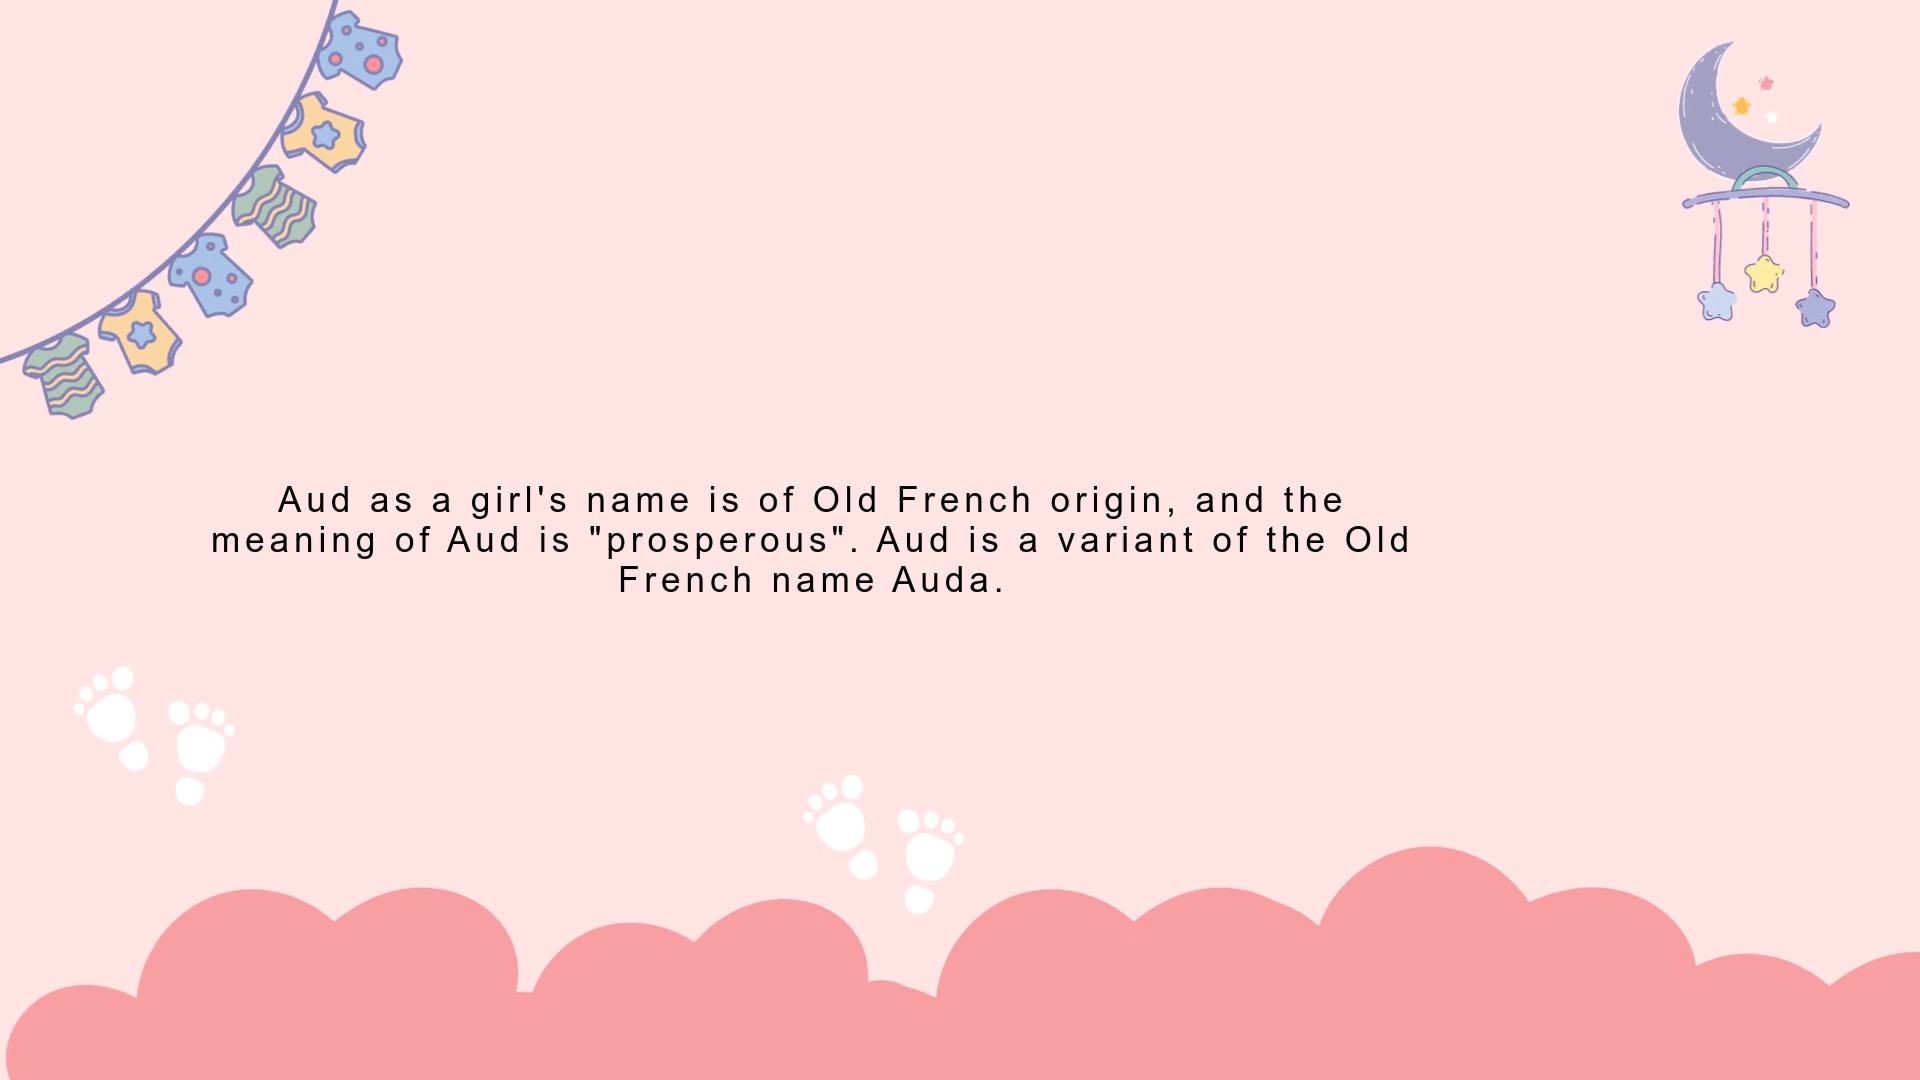 Aud as a girl's name is of Old French origin, and the
meaning of Aud is "prosperous". Aud is a variant of the Old
French name Auda.